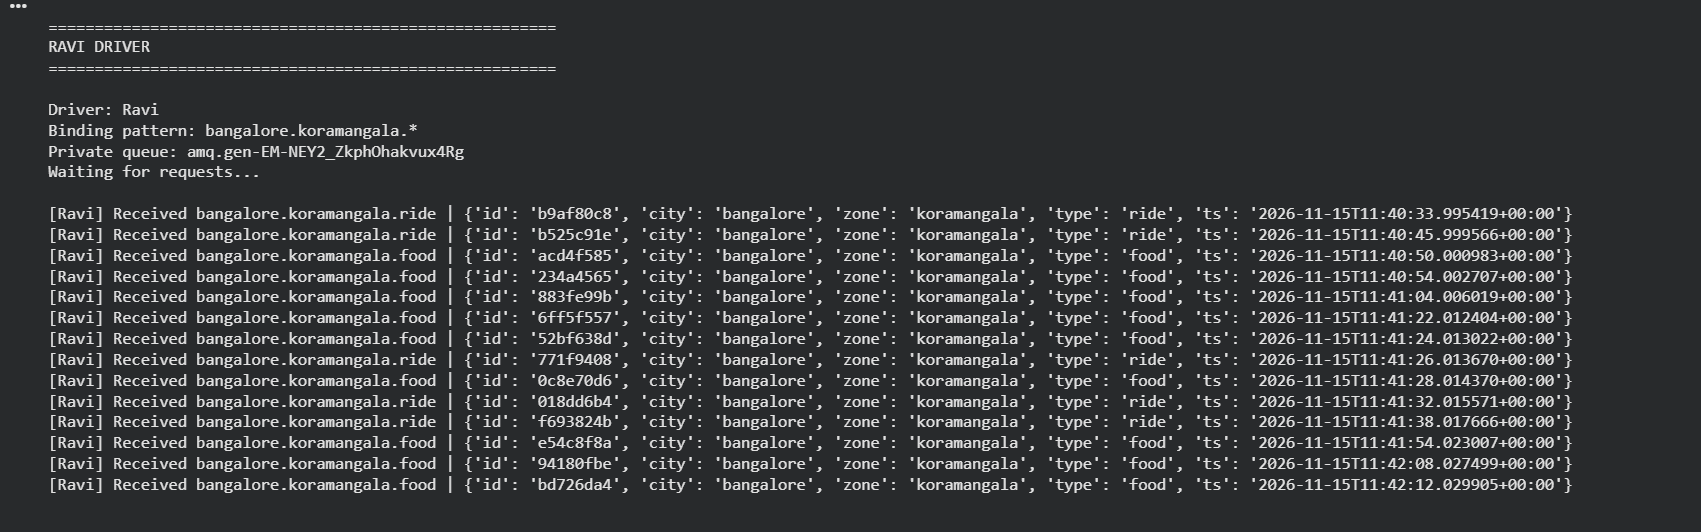 =======================================================
RAVI DRIVER
=======================================================
Driver: Ravi
Binding pattern: bangalore.koramangala.*
Private queue: amq.gen-EM-NEY2_ZkphOhakvux4Rg
Waiting for requests...
[Ravi] Received bangalore.koramangala.ride | {'id': 'b9af80c8', 'city': 'bangalore', 'zone': 'koramangala', 'type': 'ride', 'ts': '2026-11-15T11:40:33.995419+00:00'}
[Ravi] Received bangalore.koramangala.ride | {'id': 'b525c91e', 'city': 'bangalore', 'zone': 'koramangala', 'type': 'ride', 'ts': '2026-11-15T11:40:45.999566+00:00'}
[Ravi] Received bangalore.koramangala.food | {'id': 'acd4f585', 'city': 'bangalore', 'zone': 'koramangala', 'type': 'food', 'ts': '2026-11-15T11:40:50.000983+00:00'}
[Ravi] Received bangalore.koramangala.food | {'id': '234a4565', 'city': 'bangalore', 'zone': 'koramangala', 'type': 'food', 'ts': '2026-11-15T11:40:54.002707+00:00'}
[Ravi] Received bangalore.koramangala.food | {'id': '883fe99b', 'city': 'bangalore', 'zone': 'koramangala', 'type': 'food', 'ts': '2026-11-15T11:41:04.006019+00:00'}
[Ravi] Received bangalore.koramangala.food | {'id': '6ff5f557', 'city': 'bangalore', 'zone': 'koramangala', 'type': 'food', 'ts': '2026-11-15T11:41:22.012404+00:00'}
[Ravi] Received bangalore.koramangala.food | {'id': '52bf638d', 'city': 'bangalore', 'zone': 'koramangala', 'type': 'food', 'ts': '2026-11-15T11:41:24.013022+00:00'}
[Ravi] Received bangalore.koramangala.ride | {'id': '771f9408', 'city': 'bangalore', 'zone': 'koramangala', 'type': 'ride', 'ts': '2026-11-15T11:41:26.013670+00:00'}
[Ravi] Received bangalore.koramangala.food | {'id': '0c8e70d6', 'city': 'bangalore', 'zone': 'koramangala', 'type': 'food', 'ts': '2026-11-15T11:41:28.014370+00:00'}
[Ravi] Received bangalore.koramangala.ride | {'id': '018dd6b4', 'city': 'bangalore', 'zone': 'koramangala', 'type': 'ride', 'ts': '2026-11-15T11:41:32.015571+00:00'}
[Ravi] Received bangalore.koramangala.ride | {'id': 'f693824b', 'city': 'bangalore', 'zone': 'koramangala', 'type': 'ride', 'ts': '2026-11-15T11:41:38.017666+00:00'}
[Ravi] Received bangalore.koramangala.food | {'id': 'e54c8f8a', 'city': 'bangalore', 'zone': 'koramangala', 'type': 'food', 'ts': '2026-11-15T11:41:54.023007+00:00'}
[Ravi] Received bangalore.koramangala.food | {'id': '94180fbe', 'city': 'bangalore', 'zone': 'koramangala', 'type': 'food', 'ts': '2026-11-15T11:42:08.027499+00:00'}
[Ravi] Received bangalore.koramangala.food | {'id': 'bd726da4', 'city': 'bangalore', 'zone': 'koramangala', 'type': 'food', 'ts': '2026-11-15T11:42:12.029905+00:00'}